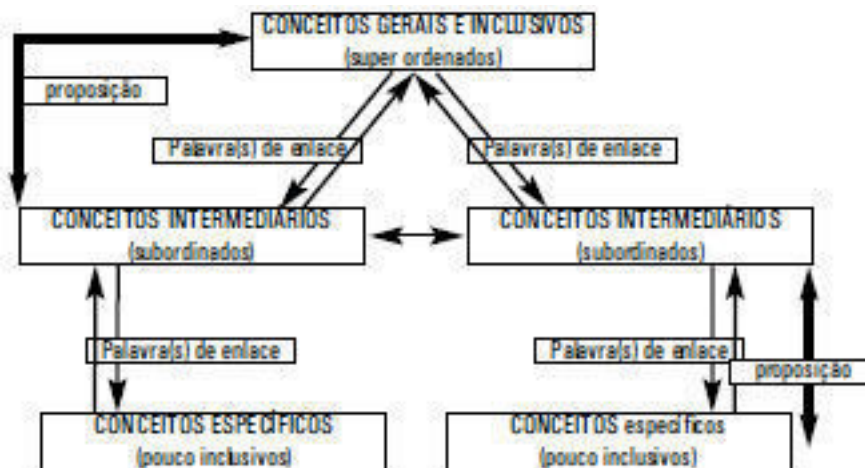 CONCEITOS GERAIS E INCLUSIVOS
(super ordenados)
proposição
Palavra(s) de enlace
Palavra(s) de enlace
CONCEITOS INTERMEDIÁRIOS
(subordinados)
CONCEITOS INTERMEDIÁRIOS
(subordinados)
Palavra(s) de enlace
Palavra(s) de enlace
proposição
CONCEITOS ESPECÍFICOS
(pouco inclusivos)
CONCEITOS específicos
(pouco inclusivos)